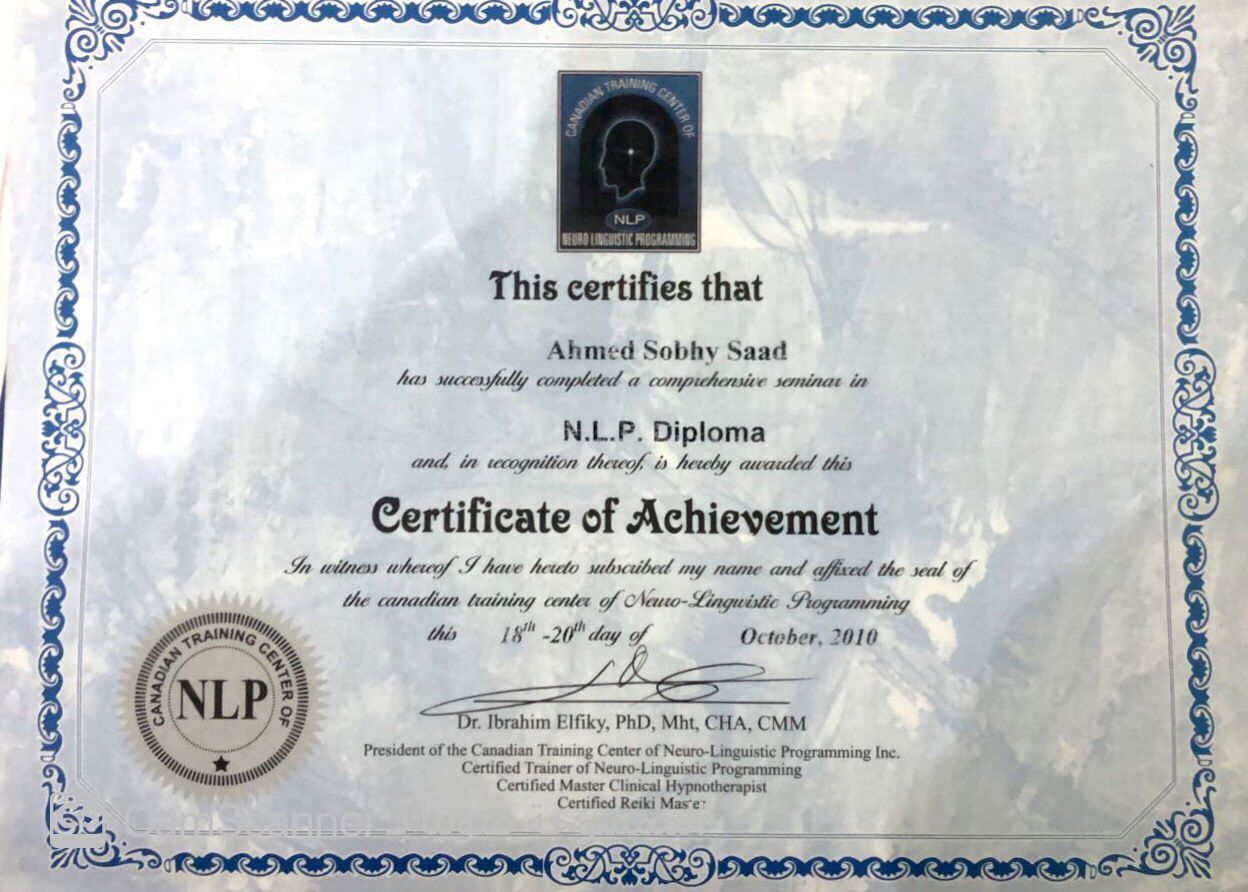 CANADIAN TRAINING CENTER OF
NLP
NEURO LINGUISTIC PROGRAMMING
This certifies that
Ahmed Sobhy Saad
has successfully completed a comprehensive seminar in
N.L.P. Diploma
and, in recognition thereof, is hereby awarded this
Certificate of Achievement
In witness whereof I have hereto subscribed my name and affixed the seal of
the canadian training center of Neuro-Linguistic Programming
this 18th -20th day of October, 2010
Dr. Ibrahim Elfiky, PhD, Mht, CHA, CMM
President of the Canadian Training Center of Neuro-Linguistic Programming Inc.
Certified Trainer of Neuro-Linguistic Programming
Certified Master Clinical Hypnotherapist
Certified Reiki Master
CANADIAN TRAINING CENTER OF
NLP
CamScanner